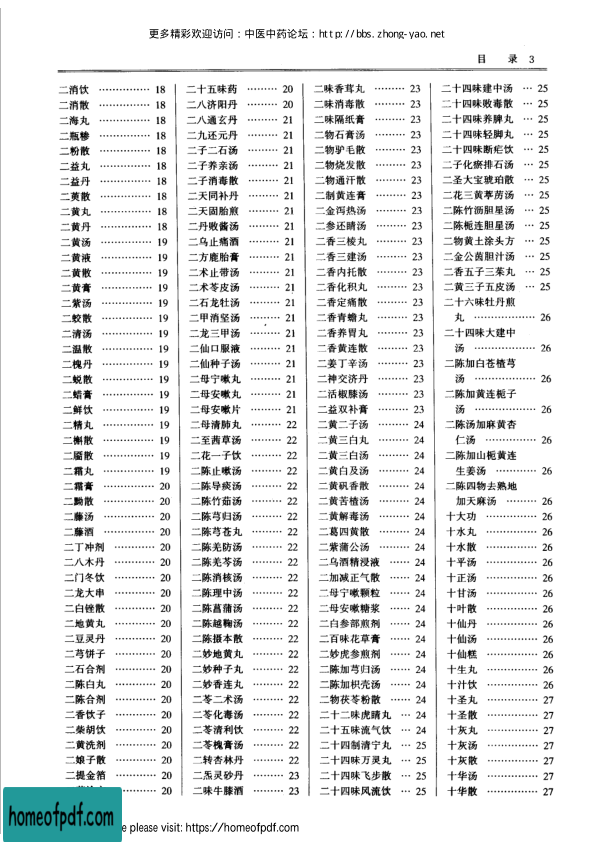 更多精彩欢迎访问：中医中药论坛：http://bbs.zhong-yao.net
目 录 3
二消饮 …………… 18
二消散 …………… 18
二海丸 …………… 18
二瓶糁 …………… 18
二粉散 …………… 18
二益丸 …………… 18
二益丹 …………… 18
二荚散 …………… 18
二黄丸 …………… 18
二黄丹 …………… 18
二黄汤 …………… 19
二黄液 …………… 19
二黄散 …………… 19
二黄膏 …………… 19
二紫汤 …………… 19
二蛟散 …………… 19
二清汤 …………… 19
二温散 …………… 19
二槐丹 …………… 19
二蜕散 …………… 19
二蜡膏 …………… 19
二鲜饮 …………… 19
二精丸 …………… 19
二槲散 …………… 19
二靥散 …………… 19
二霜丸 …………… 19
二霜膏 …………… 20
二黝散 …………… 20
二藤汤 …………… 20
二藤酒 …………… 20
二丁冲剂 ………… 20
二八木丹 ………… 20
二门冬饮 ………… 20
二龙大串 ………… 20
二白锉散 ………… 20
二地黄丸 ………… 20
二豆灵丹 ………… 20
二芎饼子 ………… 20
二石合剂 ………… 20
二陈白丸 ………… 20
二陈合剂 ………… 20
二香饮子 ………… 20
二柴胡饮 ………… 20
二黄洗剂 ………… 20
二娘子散 ………… 20
二提金箔 ………… 20
………… 20
二十五味药 ……… 20
二八济阳丹 ……… 20
二八通玄丹 ……… 21
二九还元丹 ……… 21
二子二石汤 ……… 21
二子养亲汤 ……… 21
二子消毒散 ……… 21
二天同补丹 ……… 21
二天固胎煎 ……… 21
二丹败酱汤 ……… 21
二乌止痛酒 ……… 21
二方鹿胎膏 ……… 21
二术止带汤 ……… 21
二术苓皮汤 ……… 21
二石龙牡汤 ……… 21
二甲消坚汤 ……… 21
二龙三甲汤 ……… 21
二仙口服液 ……… 21
二仙种子汤 ……… 21
二母宁嗽丸 ……… 21
二母安嗽丸 ……… 21
二母安嗽片 ……… 21
二母清肺丸 ……… 22
二至茜草汤 ……… 22
二花一子饮 ……… 22
二陈止嗽汤 ……… 22
二陈导痰汤 ……… 22
二陈竹茹汤 ……… 22
二陈芎归汤 ……… 22
二陈芎苍丸 ……… 22
二陈羌防汤 ……… 22
二陈羌芩汤 ……… 22
二陈消核汤 ……… 22
二陈理中汤 ……… 22
二陈菖蒲汤 ……… 22
二陈越鞠汤 ……… 22
二陈摄本散 ……… 22
二妙地黄丸 ……… 22
二妙种子丸 ……… 22
二妙香连丸 ……… 22
二苓二术汤 ……… 22
二苓化毒汤 ……… 22
二苓清利饮 ……… 22
二苓槐膏汤 ……… 22
二转杏林丹 ……… 22
二炁灵砂丹 ……… 23
二味牛膝酒 ……… 23
二味香茸丸 ……… 23
二味消毒散 ……… 23
二味隔纸膏 ……… 23
二物石膏汤 ……… 23
二物驴毛散 ……… 23
二物烧发散 ……… 23
二物通汗散 ……… 23
二制黄连膏 ……… 23
二金泻热汤 ……… 23
二参还睛汤 ……… 23
二香三棱丸 ……… 23
二香三建汤 ……… 23
二香内托散 ……… 23
二香化积丸 ……… 23
二香定痛散 ……… 23
二香青蟾丸 ……… 23
二香养胃丸 ……… 23
二香黄连散 ……… 23
二姜丁辛汤 ……… 23
二神交济丹 ……… 23
二活椒膝汤 ……… 23
二益双补膏 ……… 23
二黄二子汤 ……… 24
二黄三白丸 ……… 24
二黄三白汤 ……… 24
二黄白及汤 ……… 24
二黄矾香散 ……… 24
二黄苦楂汤 ……… 24
二黄解毒汤 ……… 24
二葛四黄散 ……… 24
二紫蒲公汤 ……… 24
二乌酒精浸液 …… 24
二加减正气散 …… 24
二母宁嗽颗粒 …… 24
二母安嗽糖浆 …… 24
二白参部煎剂 …… 24
二百味花草膏 …… 24
二妙虎参煎剂 …… 24
二陈加芎归汤 …… 24
二陈加枳壳汤 …… 24
二物茯苓粉散 …… 24
二十二味虎睛丸 … 24
二十五味流气饮 … 24
二十四制清宁丸 … 25
二十四味万灵丸 … 25
二十四味飞步散 … 25
二十四味风流饮 … 25
二十四味建中汤 … 25
二十四味败毒散 … 25
二十四味养脾丸 … 25
二十四味轻脚丸 … 25
二十四味断疟饮 … 25
二子化瘀排石汤 … 25
二圣大宝琥珀散 … 25
二花三黄葶苈汤 … 25
二陈竹沥胆星汤 … 25
二陈栀连胆星汤 … 25
二物黄土涂头方 … 25
二金公茵胆汁汤 … 25
二香五子三茱丸 … 25
二黄三子五皮汤 … 25
二十六味牡丹煎
丸 …………… 26
二十四味大建中
汤 …………… 26
二陈加白苍楂芎
汤 …………… 26
二陈加黄连栀子
汤 …………… 26
二陈汤加麻黄杏
仁汤 ………… 26
二陈加山栀黄连
生姜汤 ……… 26
二陈四物去熟地
加天麻汤 …… 26
十大功 ………… 26
十水丸 ………… 26
十水散 ………… 26
十平汤 ………… 26
十正汤 ………… 26
十甘汤 ………… 26
十叶散 ………… 26
十仙丹 ………… 26
十仙汤 ………… 26
十仙糕 ………… 26
十生丸 ………… 26
十汁饮 ………… 26
十圣丸 ………… 27
十圣散 ………… 27
十灰丸 ………… 27
十灰汤 ………… 27
十灰散 ………… 27
十华汤 ………… 27
十华散 ………… 27
homeofpdf.com
e please visit: https://homeofpdf.com